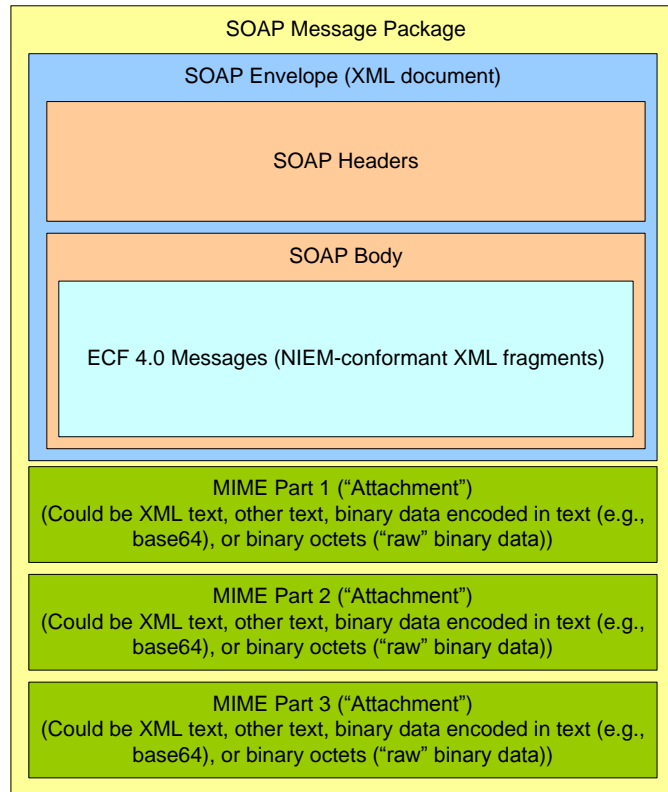 SOAP Message Package
SOAP Envelope (XML document)
SOAP Headers
SOAP Body
ECF 4.0 Messages (NIEM-conformant XML fragments)
MIME Part 1 (“Attachment”)
(Could be XML text, other text, binary data encoded in text (e.g.,
base64), or binary octets (“raw” binary data))
MIME Part 2 (“Attachment”)
(Could be XML text, other text, binary data encoded in text (e.g.,
base64), or binary octets (“raw” binary data))
MIME Part 3 (“Attachment”)
(Could be XML text, other text, binary data encoded in text (e.g.,
base64), or binary octets (“raw” binary data))